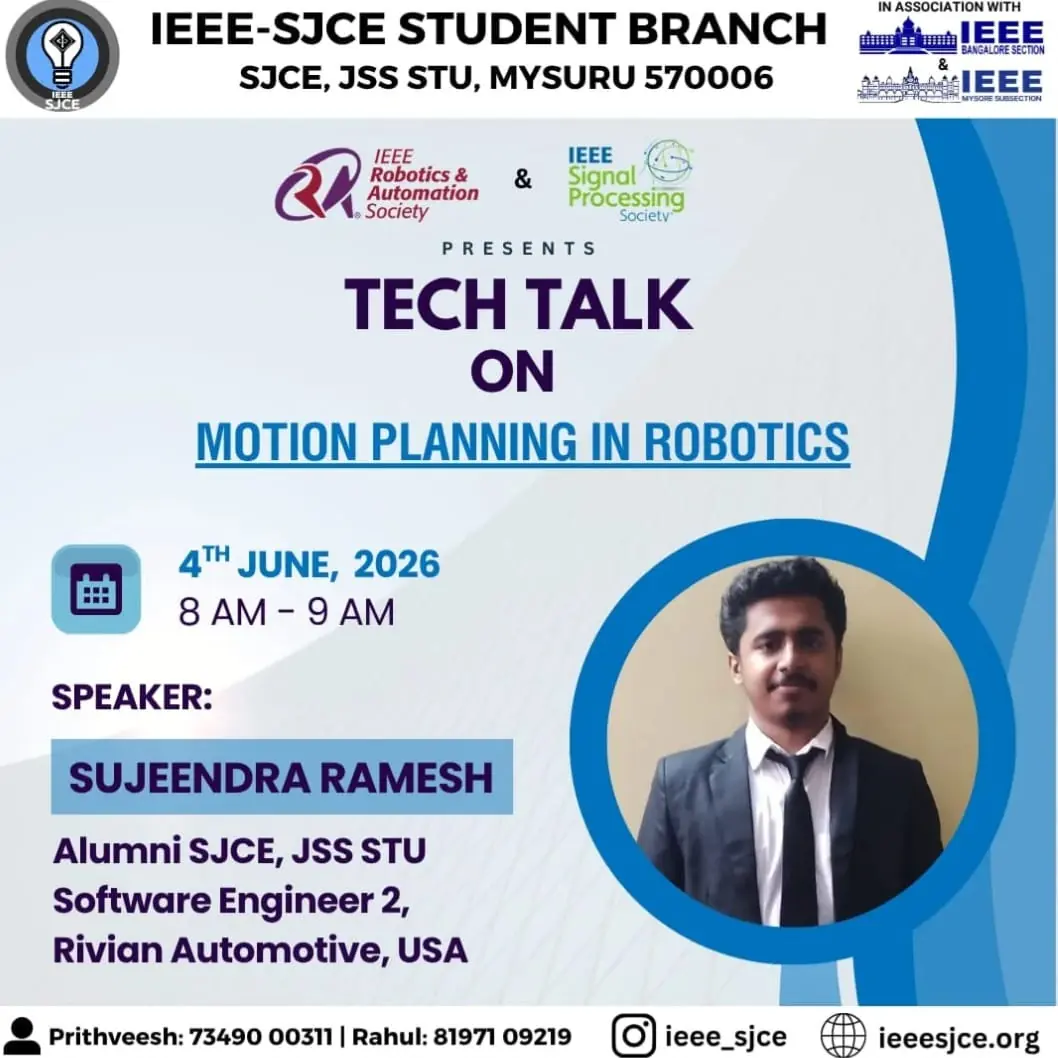 IEEE-SJCE STUDENT BRANCH
SJCE, JSS STU, MYSURU 570006
IEEE
SJCE
IN ASSOCIATION WITH
IEEE
BANGALORE SECTION
&
IEEE
MYSORE SUBSECTION
IEEE
Robotics &
Automation
Society
&
IEEE
Signal
Processing
Society
PRESENTS
TECH TALK
ON
MOTION PLANNING IN ROBOTICS
4TH JUNE, 2026
8 AM - 9 AM
SPEAKER:
SUJEENDRA RAMESH
Alumni SJCE, JSS STU
Software Engineer 2,
Rivian Automotive, USA
Prithveesh: 73490 00311 | Rahul: 81971 09219
ieee_sjce
ieeesjce.org